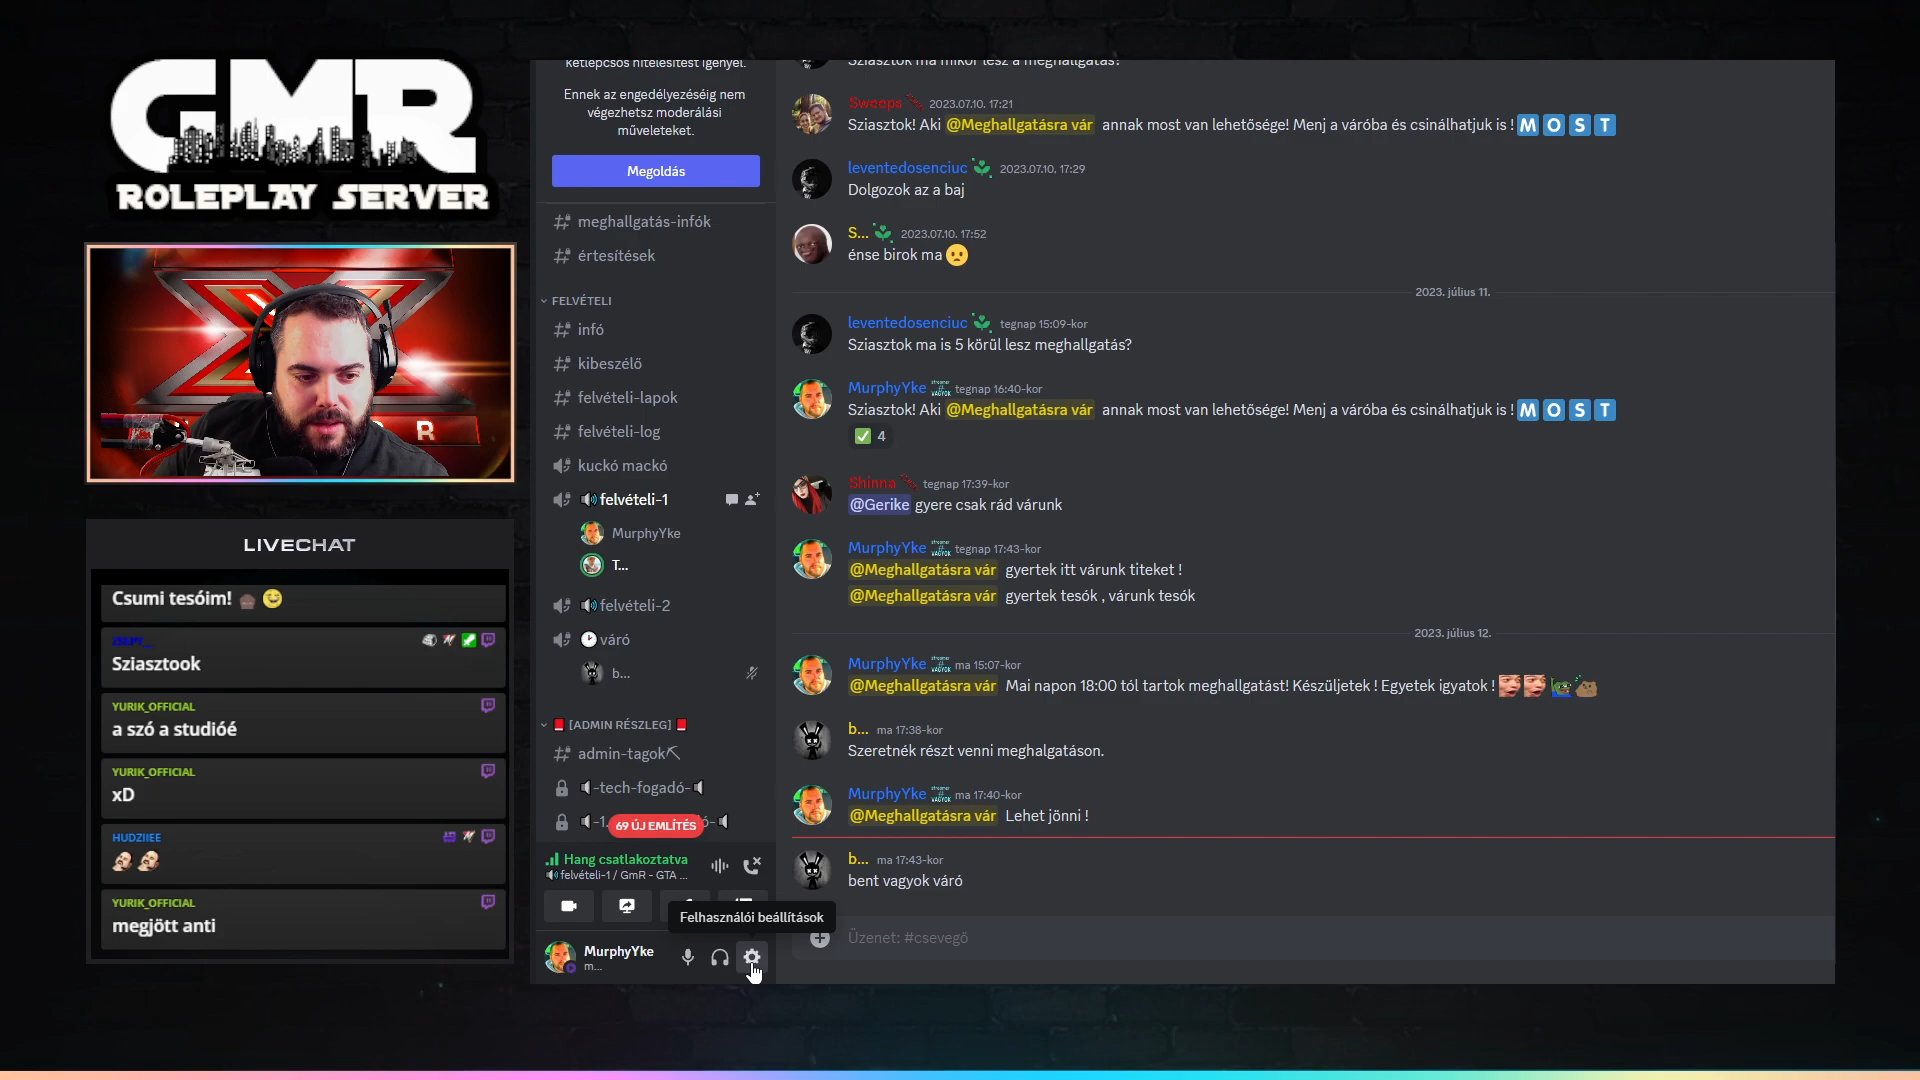 GMR
ROLEPLAY SERVER
R
LIVECHAT
Csumi tesóim!
Sziasztook
YURIK_OFFICIAL
a szó a studióé
YURIK_OFFICIAL
xD
HUDZIIEE
YURIK_OFFICIAL
megjött anti
kétlépcsős hitelesítést igényel.
Ennek az engedélyezéséig nem
végezhetsz moderálási
műveleteket.
Megoldás
meghallgatás-infók
értesítések
FELVÉTELI
infó
kibeszélő
felvételi-lapok
felvételi-log
kuckó mackó
felvételi-1
MurphyYke
T...
felvételi-2
váró
b...
[ADMIN RÉSZLEG]
admin-tagok
-tech-fogadó-
-1.
69 ÚJ EMLÍTÉS
ó-
Hang csatlakoztatva
felvételi-1 / GmR - GTA ...
Felhasználói beállítások
MurphyYke
m...
Sziasztok ma mikor lesz a meghallgatás?
Sweeps 2023.07.10. 17:21
Sziasztok! Aki @Meghallgatásra vár annak most van lehetősége! Menj a váróba és csinálhatjuk is ! M O S T
leventedosenciuc 2023.07.10. 17:29
Dolgozok az a baj
S... 2023.07.10. 17:52
énse birok ma
2023. július 11.
leventedosenciuc tegnap 15:09-kor
Sziasztok ma is 5 körül lesz meghallgatás?
MurphyYke tegnap 16:40-kor
Sziasztok! Aki @Meghallgatásra vár annak most van lehetősége! Menj a váróba és csinálhatjuk is ! M O S T
4
Shinna tegnap 17:39-kor
@Gerike gyere csak rád várunk
MurphyYke tegnap 17:43-kor
@Meghallgatásra vár gyertek itt várunk titeket !
@Meghallgatásra vár gyertek tesók , várunk tesók
2023. július 12.
MurphyYke ma 15:07-kor
@Meghallgatásra vár Mai napon 18:00 tól tartok meghallgatást! Készüljetek ! Egyetek igyatok !
b... ma 17:38-kor
Szeretnék részt venni meghalgatáson.
MurphyYke ma 17:40-kor
@Meghallgatásra vár Lehet jönni !
b... ma 17:43-kor
bent vagyok váró
Üzenet: #csevegő